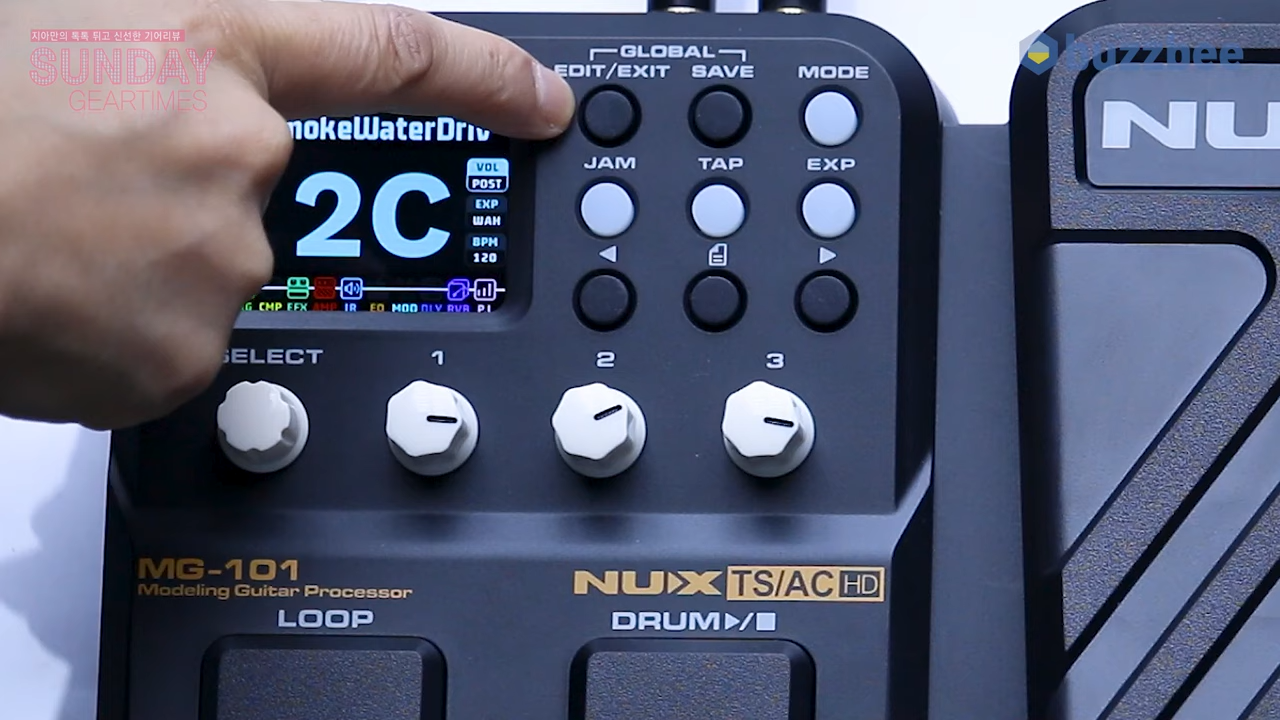 지아만의 톡톡 튀고 신선한 기어리뷰
SUNDAY
GEARTIMES
buzzbee
GLOBAL
EDIT/EXIT SAVE MODE
NU
mokeWaterDriv
JAM TAP EXP
2C
VOL
POST
EXP
WAH
BPM
120
CMP EFX AMP IR EQ MOD DLY RVB P.L
SELECT 1 2 3
MG-101
Modeling Guitar Processor
NUX TS/AC HD
LOOP
DRUM